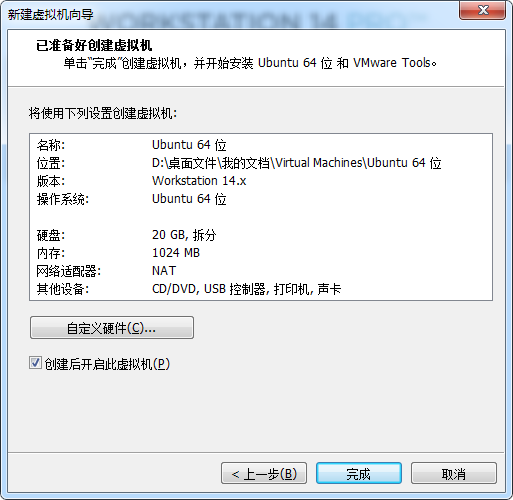 新建虚拟机向导
WORKSTATION 14 PRO™
已准备好创建虚拟机
单击“完成”创建虚拟机，并开始安装 Ubuntu 64 位 和 VMware Tools。
将使用下列设置创建虚拟机:
名称: Ubuntu 64 位
位置: D:\桌面文件\我的文档\Virtual Machines\Ubuntu 64 位
版本: Workstation 14.x
操作系统: Ubuntu 64 位
硬盘: 20 GB, 拆分
内存: 1024 MB
网络适配器: NAT
其他设备: CD/DVD, USB 控制器, 打印机, 声卡
自定义硬件(C)...
创建后开启此虚拟机(P)
< 上一步(B) 完成 取消